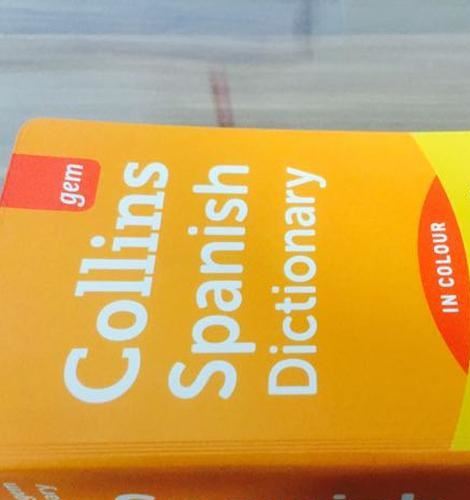 gem
Collins
Spanish
Dictionary
IN COLOUR